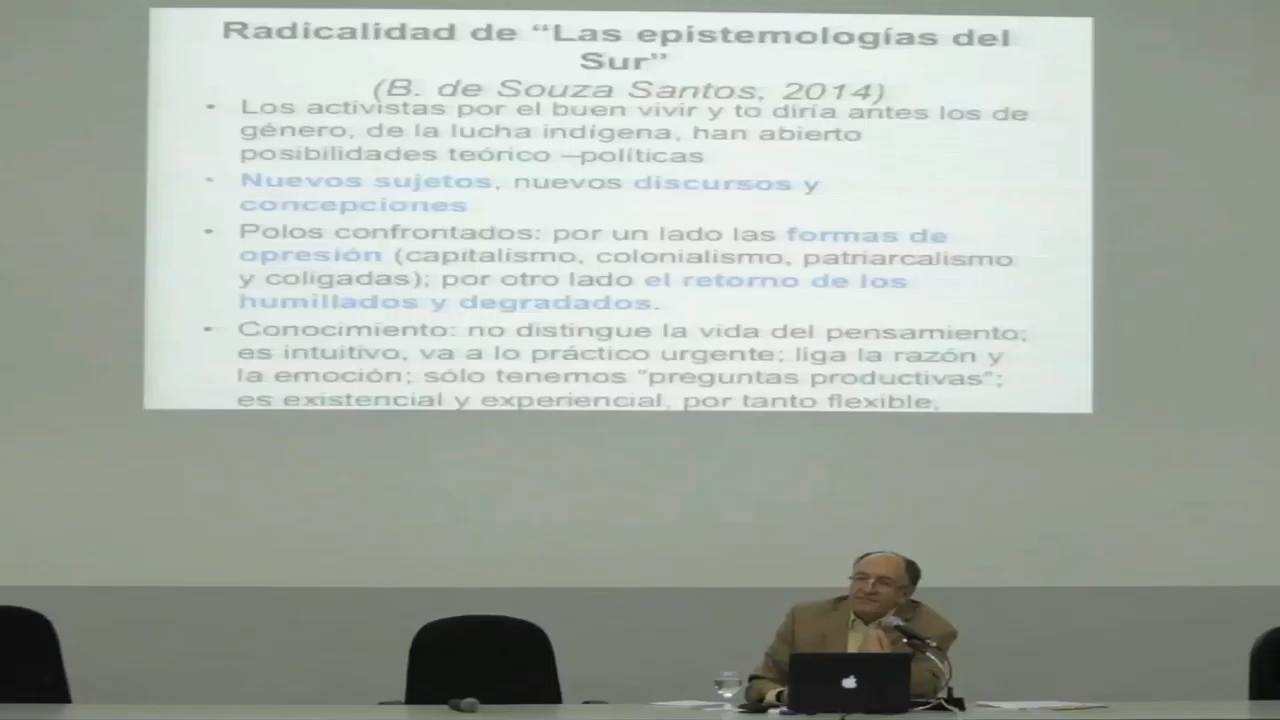 Radicalidad de “Las epistemologías del
Sur”
(B. de Souza Santos, 2014)
• Los activistas por el buen vivir y to diría antes los de
género, de la lucha indígena, han abierto
posibilidades teórico –políticas
• Nuevos sujetos, nuevos discursos y
concepciones
• Polos confrontados: por un lado las formas de
opresión (capitalismo, colonialismo, patriarcalismo
y coligadas); por otro lado el retorno de los
humillados y degradados.
• Conocimiento: no distingue la vida del pensamiento;
es intuitivo, va a lo práctico urgente; liga la razón y
la emoción; sólo tenemos "preguntas productivas";
es existencial y experiencial, por tanto flexible,